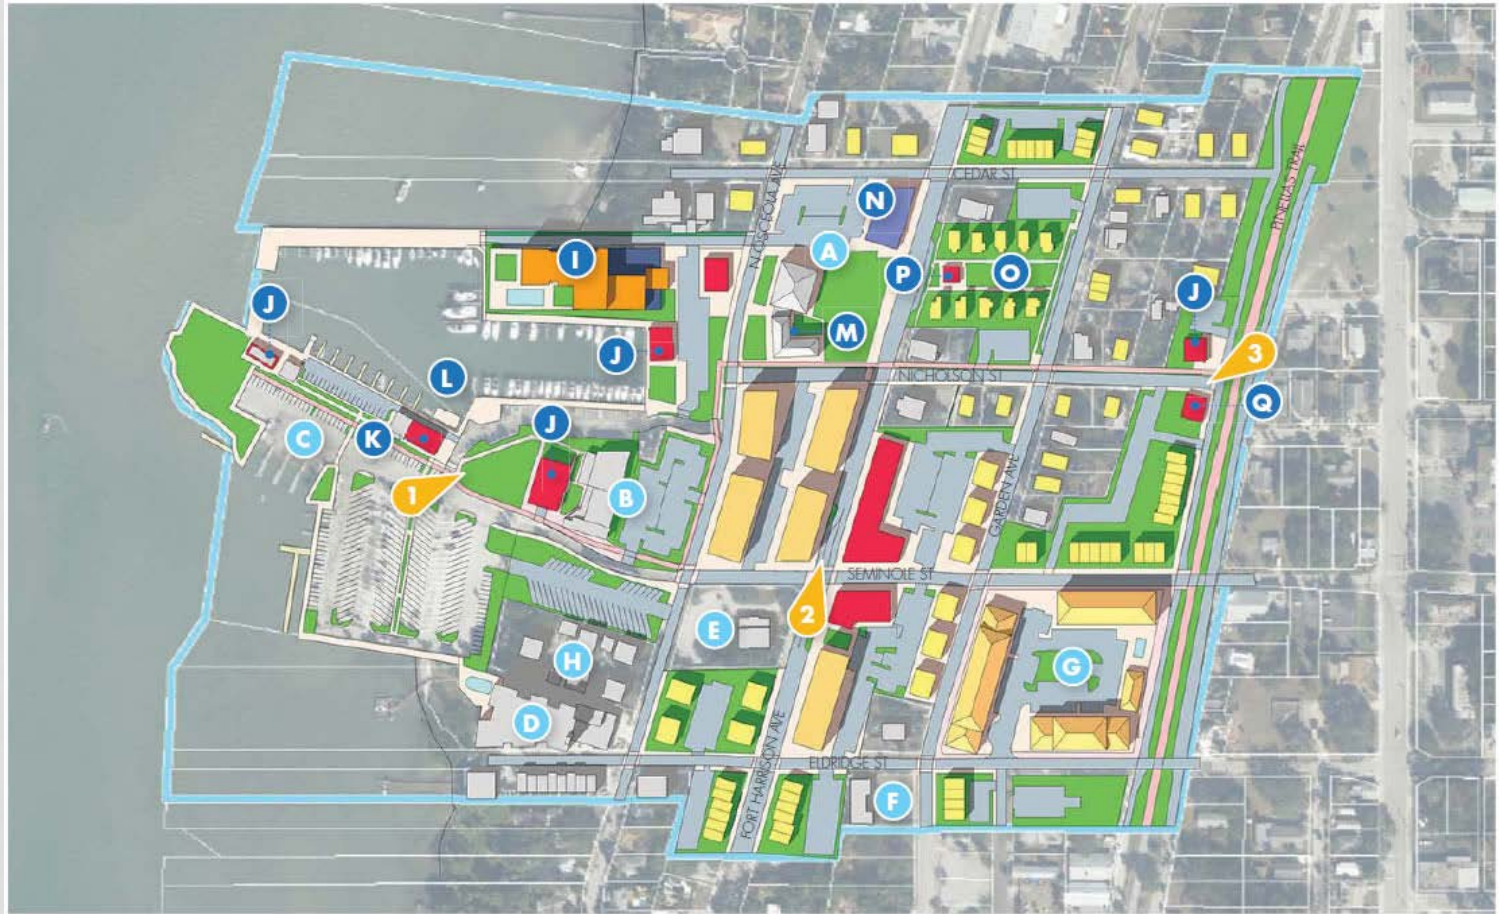 CEDAR ST
N OSCEOLA AVE
PINELLAS TRAIL
N
A
I
P
O
J
J
M
J
3
NICHOLSON ST
L
Q
J
C
K
1
B
GARDEN AVE
SEMINOLE ST
2
E
H
G
D
FORT HARRISON AVE
ELDRIDGE ST
F